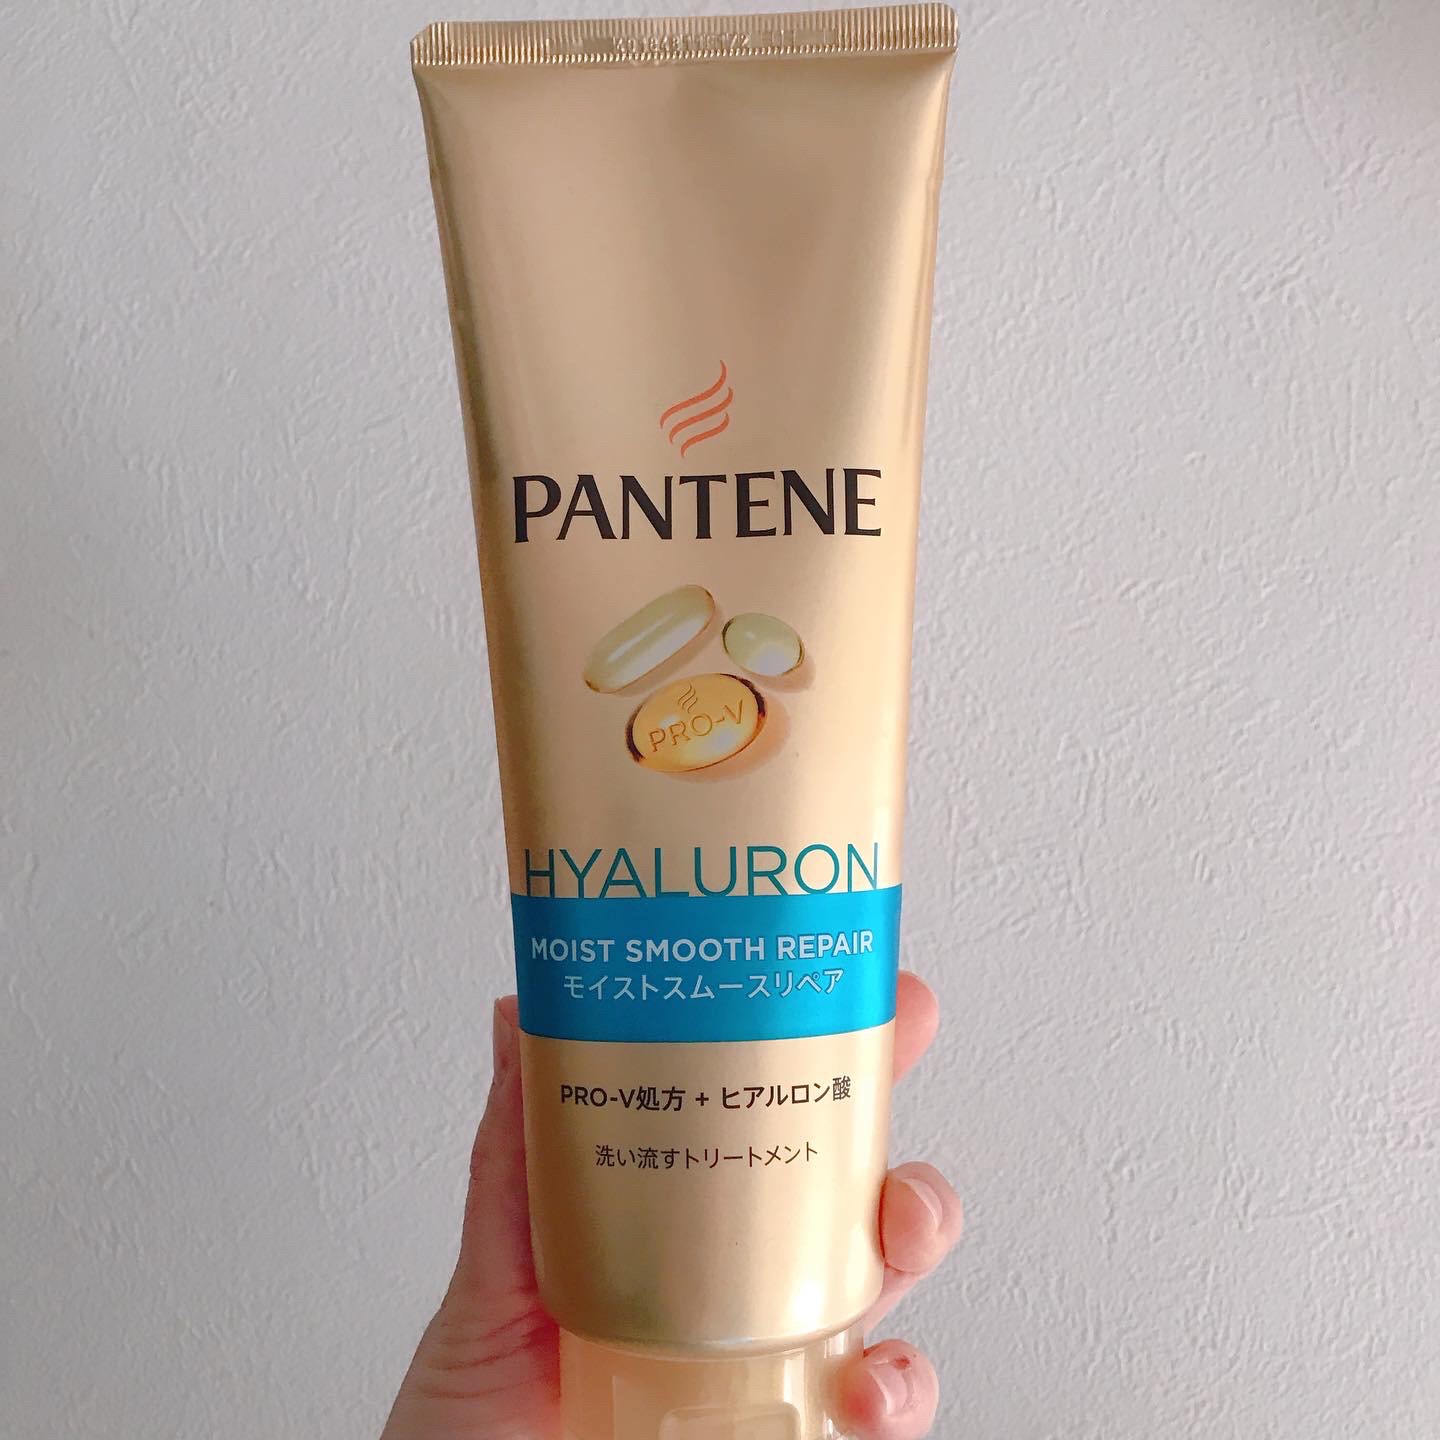 PANTENE
PRO-V
HYALURON
MOIST SMOOTH REPAIR
モイストスムースリペア
PRO-V処方 + ヒアルロン酸
洗い流すトリートメント